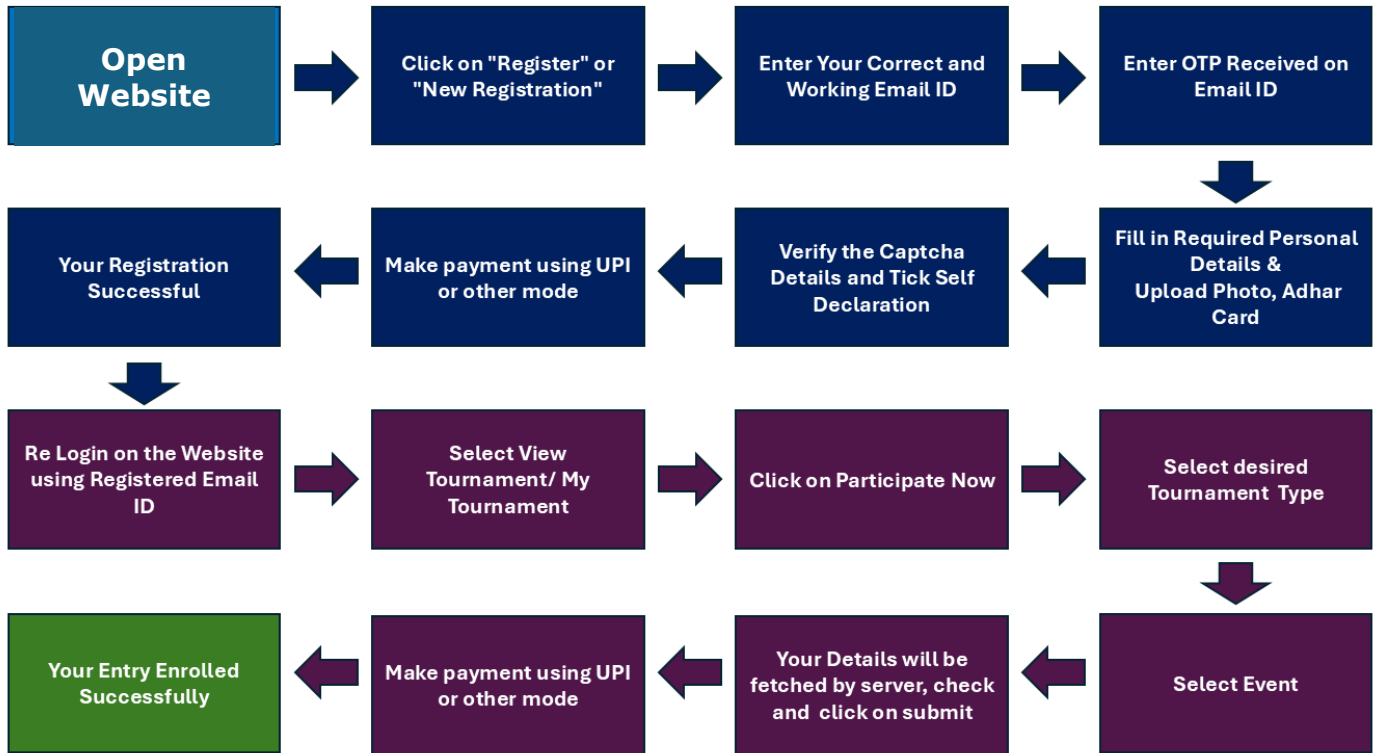 Open
Website
Click on "Register" or
"New Registration"
Enter Your Correct and
Working Email ID
Enter OTP Received on
Email ID
Fill in Required Personal
Details &
Upload Photo, Adhar
Card
Verify the Captcha
Details and Tick Self
Declaration
Make payment using UPI
or other mode
Your Registration
Successful
Re Login on the Website
using Registered Email
ID
Select View
Tournament/ My
Tournament
Click on Participate Now
Select desired
Tournament Type
Select Event
Your Details will be
fetched by server, check
and click on submit
Make payment using UPI
or other mode
Your Entry Enrolled
Successfully